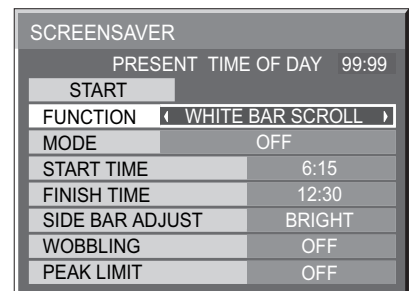 SCREENSAVER
PRESENT TIME OF DAY 99:99
START
FUNCTION WHITE BAR SCROLL
MODE OFF
START TIME 6:15
FINISH TIME 12:30
SIDE BAR ADJUST BRIGHT
WOBBLING OFF
PEAK LIMIT OFF